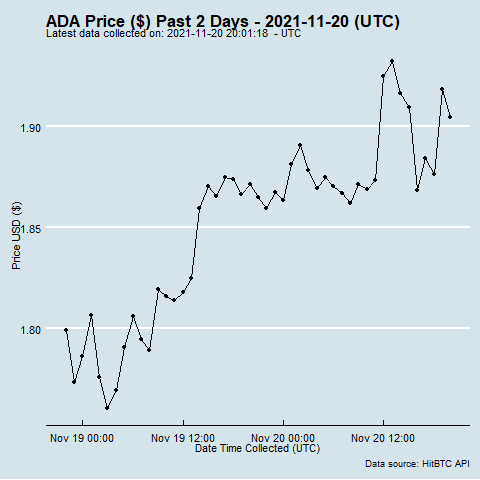 ADA Price ($) Past 2 Days - 2021-11-20 (UTC)
Latest data collected on: 2021-11-20 20:01:18 - UTC
Price USD ($)
1.90
1.85
1.80
Nov 19 00:00 Nov 19 12:00 Nov 20 00:00 Nov 20 12:00
Date Time Collected (UTC)
Data source: HitBTC API